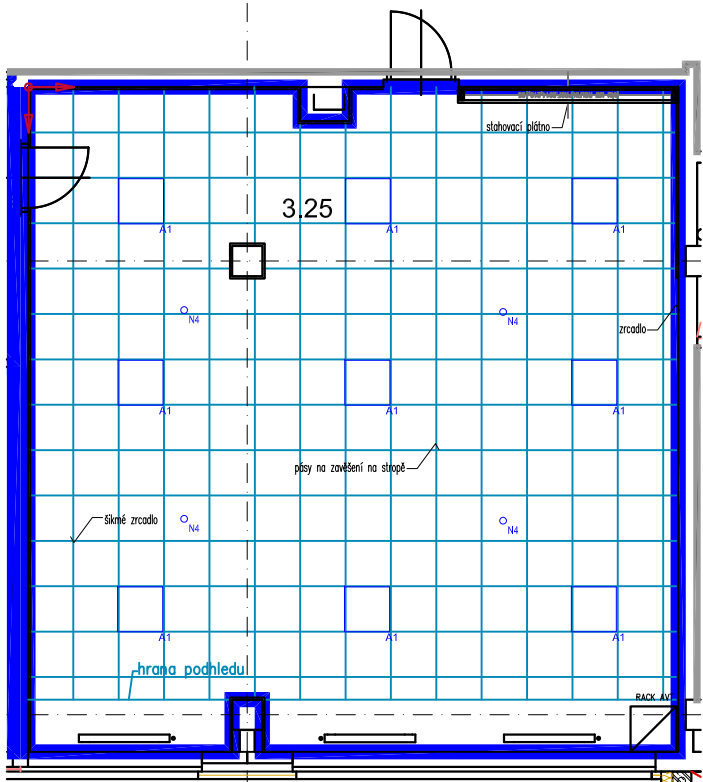 stahovací plátno
3.25
A1
A1
A1
N4
N4
zrcadlo
A1
A1
A1
pásy na zavěšení na stropě
šikmé zrcadlo
N4
N4
A1
A1
A1
hrana podhledu
RACK AVT